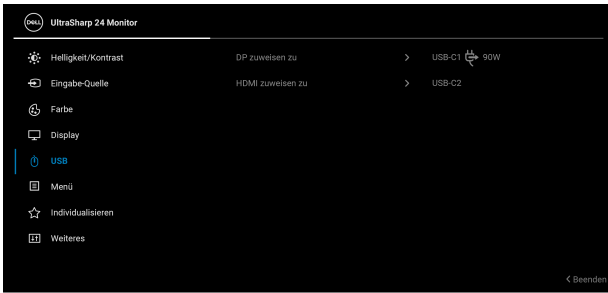 DELL UltraSharp 24 Monitor
Helligkeit/Kontrast DP zuweisen zu > USB-C1 90W
Eingabe-Quelle HDMI zuweisen zu > USB-C2
Farbe
Display
USB
Menü
Individualisieren
Weiteres
< Beenden